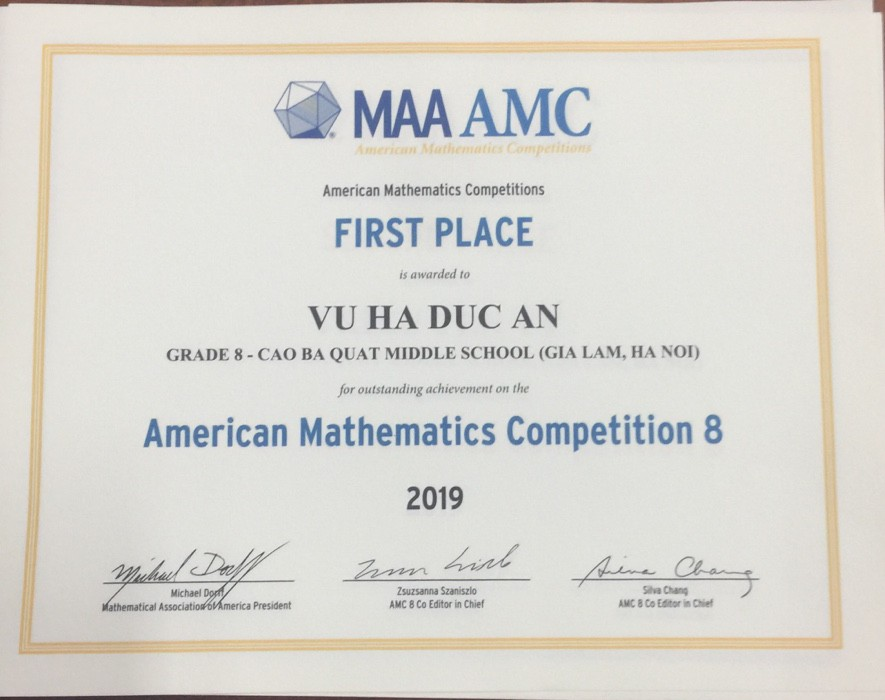 MAA AMC
American Mathematics Competitions
American Mathematics Competitions
FIRST PLACE
is awarded to
VU HA DUC AN
GRADE 8 - CAO BA QUAT MIDDLE SCHOOL (GIA LAM, HA NOI)
for outstanding achievement on the
American Mathematics Competition 8
2019
Michael Dorff
Silva Chang
Michael Dorff
Mathematical Association of America President
Zsuzsanna Szaniszlo
AMC 8 Co Editor in Chief
Silva Chang
AMC 8 Co Editor in Chief